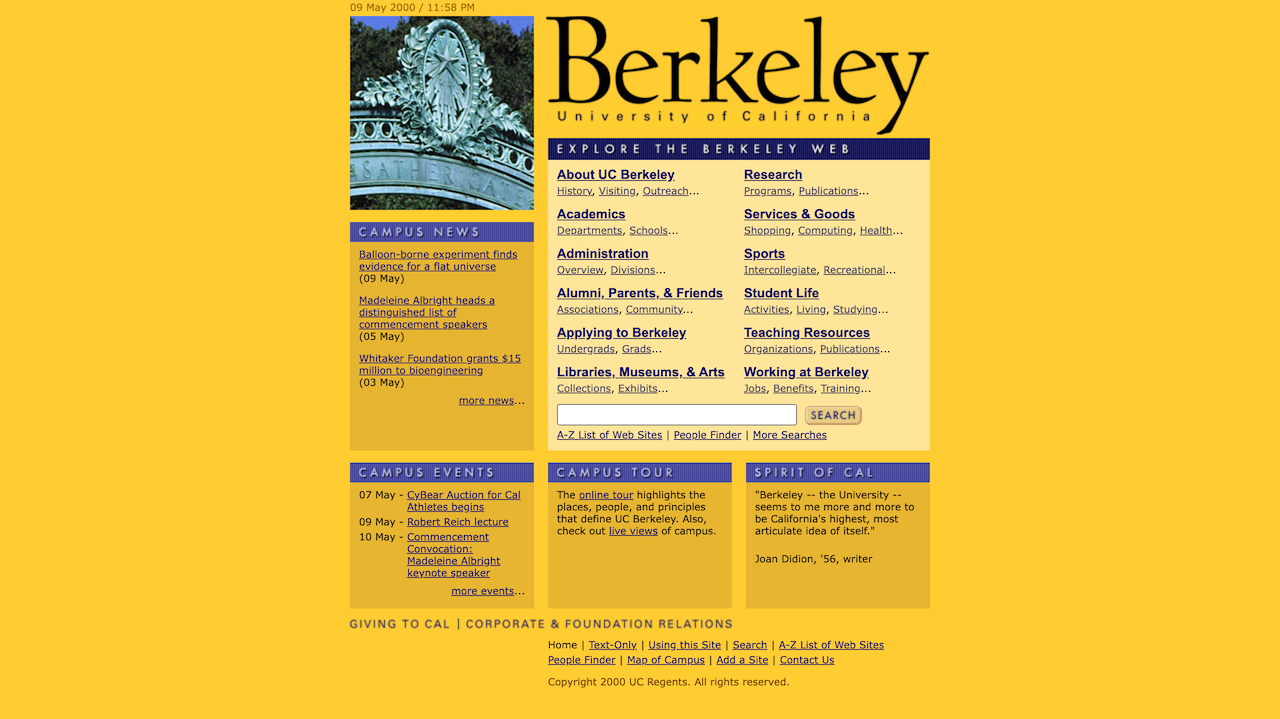 09 May 2000 / 11:58 PM
Berkeley
University of California
SATHER GA
EXPLORE THE BERKELEY WEB
About UC Berkeley
History, Visiting, Outreach...
Academics
Departments, Schools...
Administration
Overview, Divisions...
Alumni, Parents, & Friends
Associations, Community...
Applying to Berkeley
Undergrads, Grads...
Libraries, Museums, & Arts
Collections, Exhibits...
Research
Programs, Publications...
Services & Goods
Shopping, Computing, Health...
Sports
Intercollegiate, Recreational...
Student Life
Activities, Living, Studying...
Teaching Resources
Organizations, Publications...
Working at Berkeley
Jobs, Benefits, Training...
SEARCH
A-Z List of Web Sites | People Finder | More Searches
CAMPUS NEWS
Balloon-borne experiment finds
evidence for a flat universe
(09 May)
Madeleine Albright heads a
distinguished list of
commencement speakers
(05 May)
Whitaker Foundation grants $15
million to bioengineering
(03 May)
more news...
CAMPUS EVENTS
07 May - CyBear Auction for Cal
Athletes begins
09 May - Robert Reich lecture
10 May - Commencement
Convocation:
Madeleine Albright
keynote speaker
more events...
CAMPUS TOUR
The online tour highlights the
places, people, and principles
that define UC Berkeley. Also,
check out live views of campus.
SPIRIT OF CAL
"Berkeley -- the University --
seems to me more and more to
be California's highest, most
articulate idea of itself."
Joan Didion, '56, writer
GIVING TO CAL | CORPORATE & FOUNDATION RELATIONS
Home | Text-Only | Using this Site | Search | A-Z List of Web Sites
People Finder | Map of Campus | Add a Site | Contact Us
Copyright 2000 UC Regents. All rights reserved.